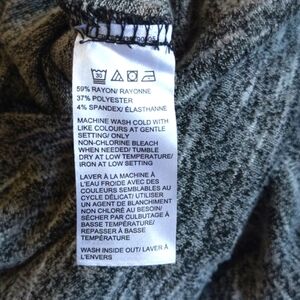 30
59% RAYON/ RAYONNE
37% POLYESTER
4% SPANDEX/ ÉLASTHANNE
MACHINE WASH COLD WITH
LIKE COLOURS AT GENTLE
SETTING/ ONLY
NON-CHLORINE BLEACH
WHEN NEEDED/ TUMBLE
DRY AT LOW TEMPERATURE/
IRON AT LOW SETTING
LAVER À LA MACHINE À
L'EAU FROIDE AVEC DES
COULEURS SEMBLABLES AU
CYCLE DÉLICAT/ UTILISER
UN AGENT DE BLANCHIMENT
NON CHLORÉ AU BESOIN/
SÉCHER PAR CULBUTAGE À
BASSE TEMPÉRATURE/
REPASSER À BASSE
TEMPÉRATURE
WASH INSIDE OUT/ LAVER À
L'ENVERS